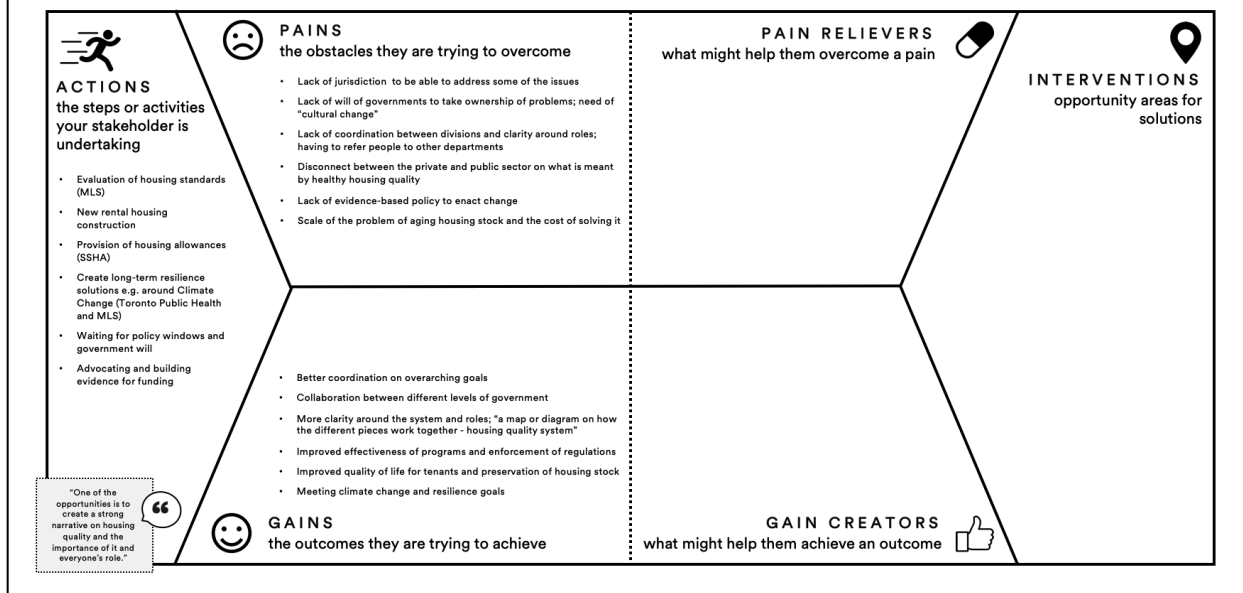 ACTIONS
the steps or activities
your stakeholder is
undertaking
• Evaluation of housing standards
(MLS)
• New rental housing
construction
• Provision of housing allowances
(SSHA)
• Create long-term resilience
solutions e.g. around Climate
Change (Toronto Public Health
and MLS)
• Waiting for policy windows and
government will
• Advocating and building
evidence for funding
"One of the
opportunities is to
create a strong
narrative on housing
quality and the
importance of it and
everyone's role."
PAINS
the obstacles they are trying to overcome
• Lack of jurisdiction to be able to address some of the issues
• Lack of will of governments to take ownership of problems; need of
"cultural change"
• Lack of coordination between divisions and clarity around roles;
having to refer people to other departments
• Disconnect between the private and public sector on what is meant
by healthy housing quality
• Lack of evidence-based policy to enact change
• Scale of the problem of aging housing stock and the cost of solving it
• Better coordination on overarching goals
• Collaboration between different levels of government
• More clarity around the system and roles; "a map or diagram on how
the different pieces work together - housing quality system"
• Improved effectiveness of programs and enforcement of regulations
• Improved quality of life for tenants and preservation of housing stock
• Meeting climate change and resilience goals
GAINS
the outcomes they are trying to achieve
PAIN RELIEVERS
what might help them overcome a pain
GAIN CREATORS
what might help them achieve an outcome
INTERVENTIONS
opportunity areas for
solutions